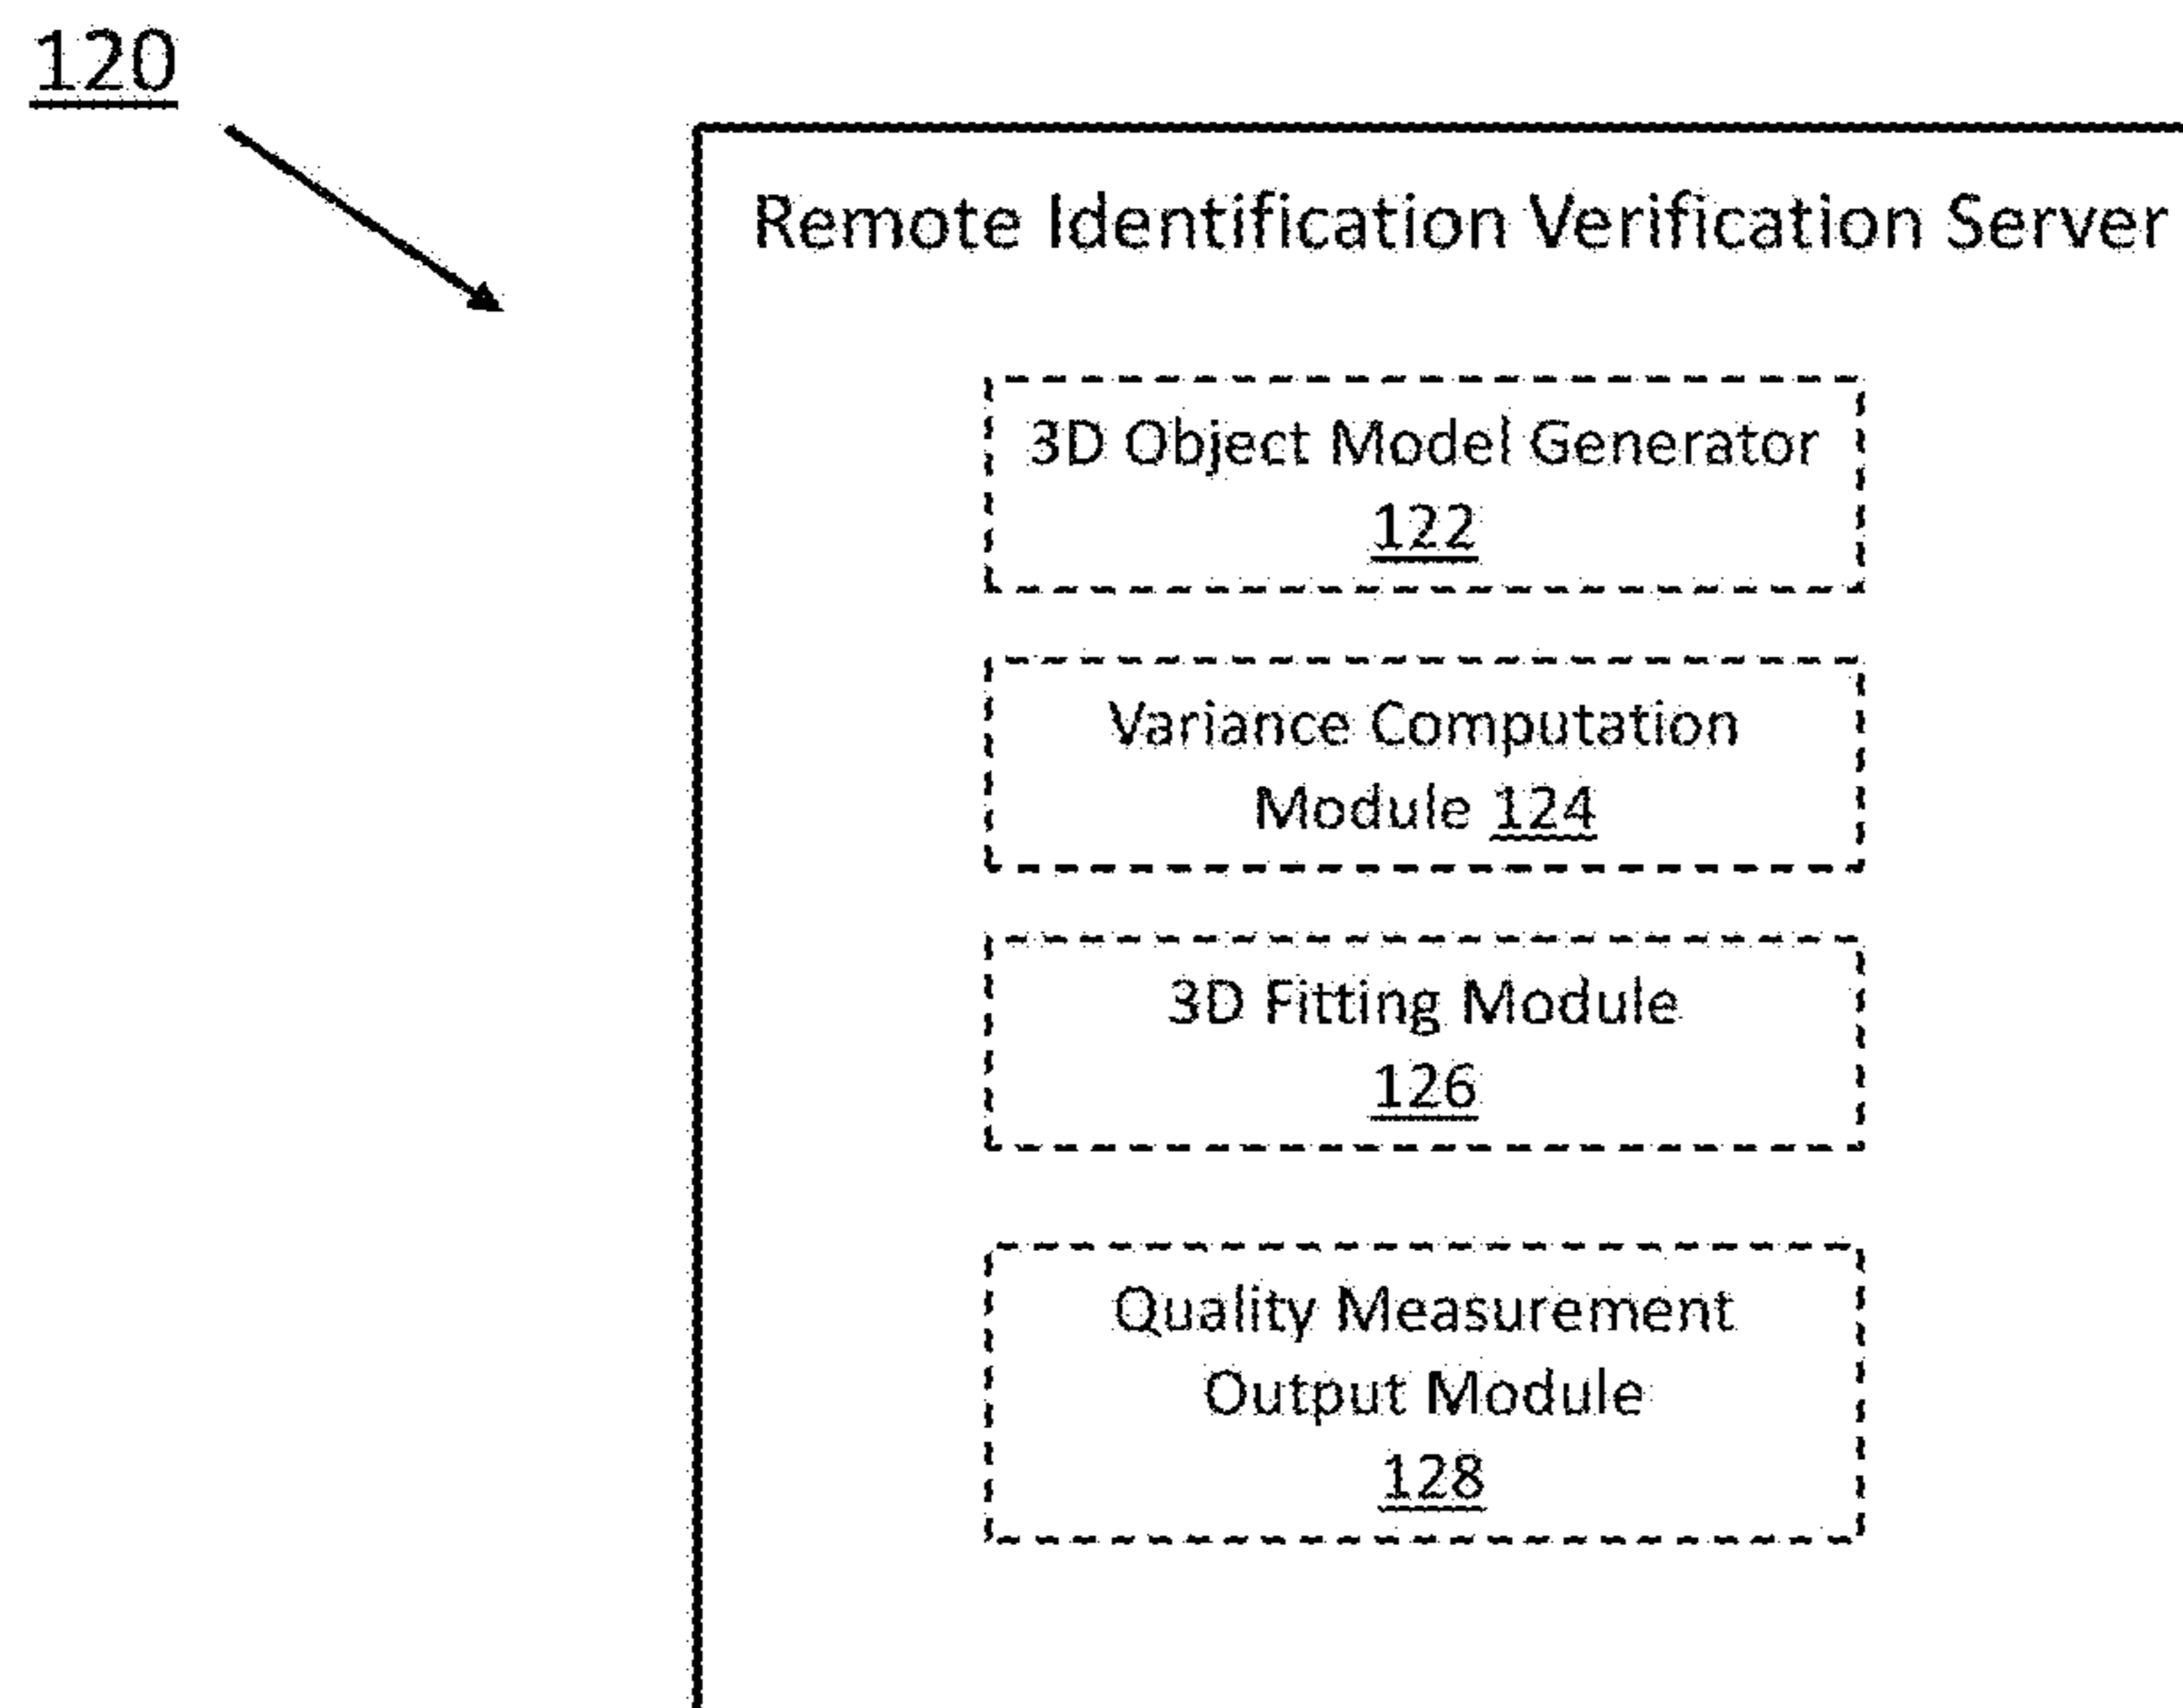 120
Remote Identification Verification Server
3D Object Model Generator
122
Variance Computation
Module 124
3D Fitting Module
126
Quality Measurement
Output Module
128